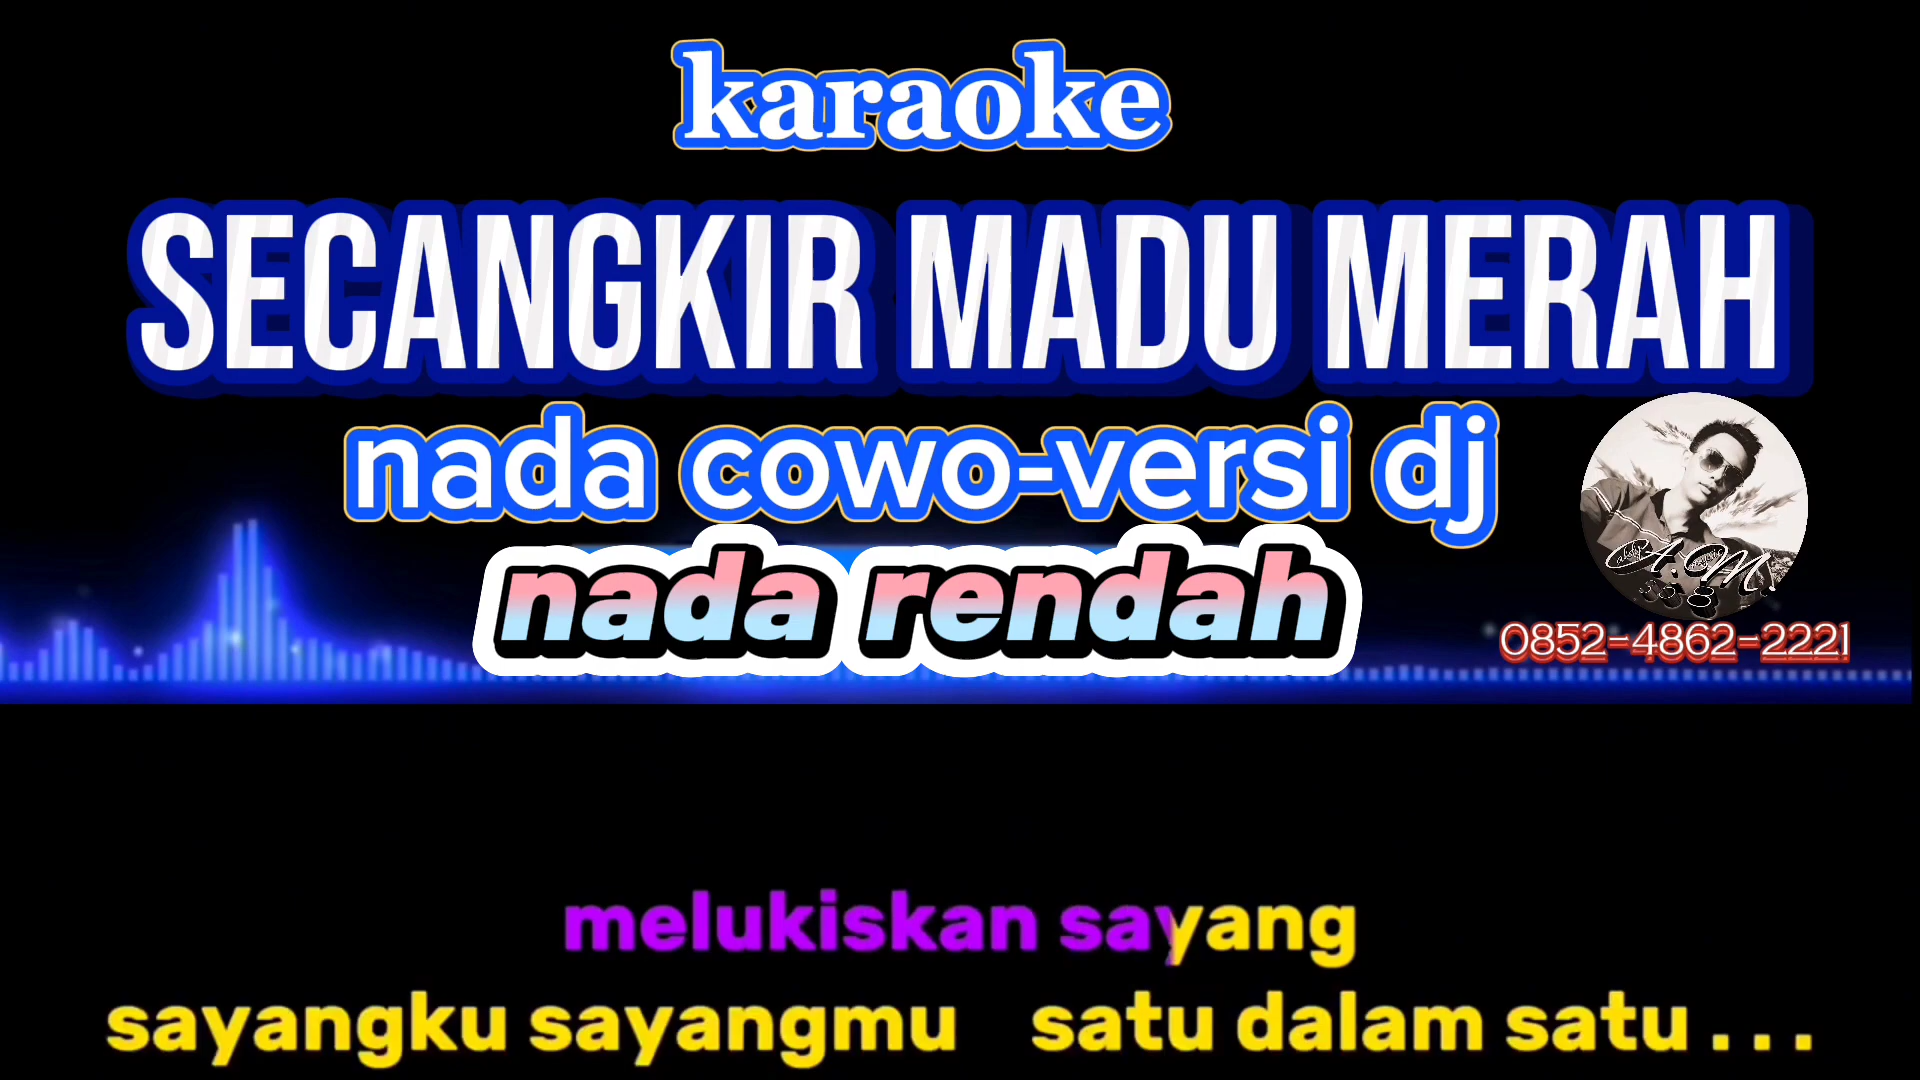 karaoke
SECANGKIR MADU MERAH
nada cowo-versi dj
nada rendah
A.M.
0852-4862-2221
melukiskan sayang
sayangku sayangmu satu dalam satu . . .